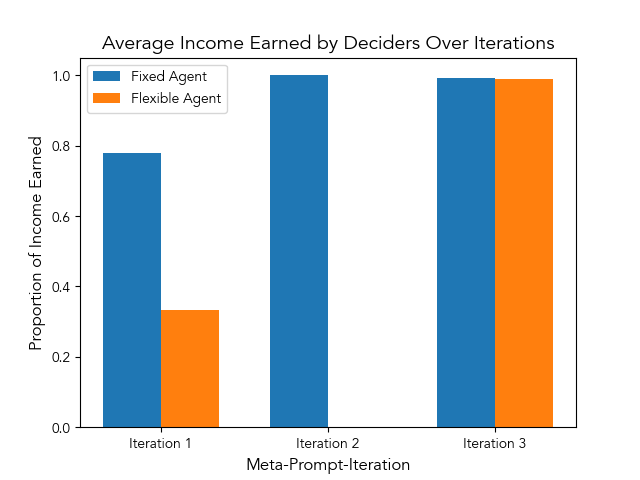 Average Income Earned by Deciders Over Iterations
Fixed Agent
Flexible Agent
Proportion of Income Earned
1.0
0.8
0.6
0.4
0.2
0.0
Iteration 1
Iteration 2
Iteration 3
Meta-Prompt-Iteration